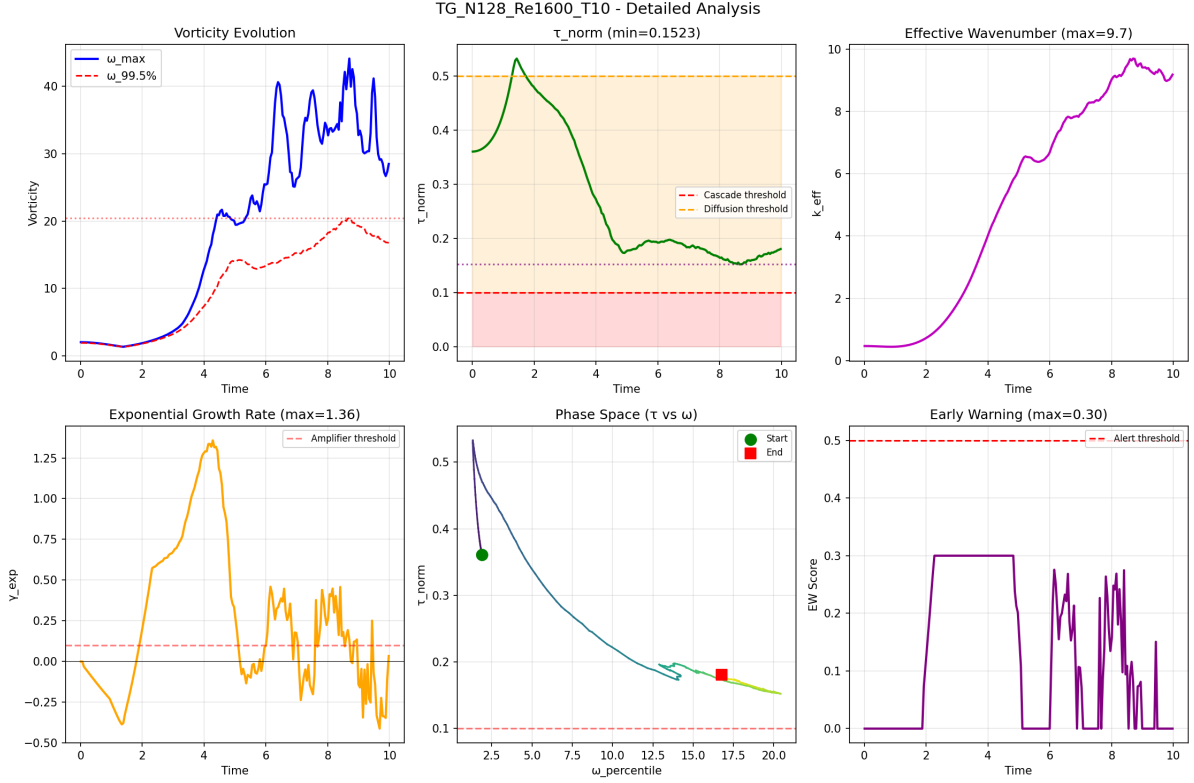 TG_N128_Re1600_T10 - Detailed Analysis
Vorticity Evolution
ω_max
ω_99.5%
Vorticity
40
30
20
10
0
0 2 4 6 8 10
Time
τ_norm (min=0.1523)
Cascade threshold
Diffusion threshold
τ_norm
0.5
0.4
0.3
0.2
0.1
0.0
0 2 4 6 8 10
Time
Effective Wavenumber (max=9.7)
k_eff
10
8
6
4
2
0
0 2 4 6 8 10
Time
Exponential Growth Rate (max=1.36)
Amplifier threshold
γ_exp
1.25
1.00
0.75
0.50
0.25
0.00
−0.25
−0.50
0 2 4 6 8 10
Time
Phase Space (τ vs ω)
Start
End
τ_norm
0.5
0.4
0.3
0.2
0.1
2.5 5.0 7.5 10.0 12.5 15.0 17.5 20.0
ω_percentile
Early Warning (max=0.30)
Alert threshold
EW Score
0.5
0.4
0.3
0.2
0.1
0.0
0 2 4 6 8 10
Time